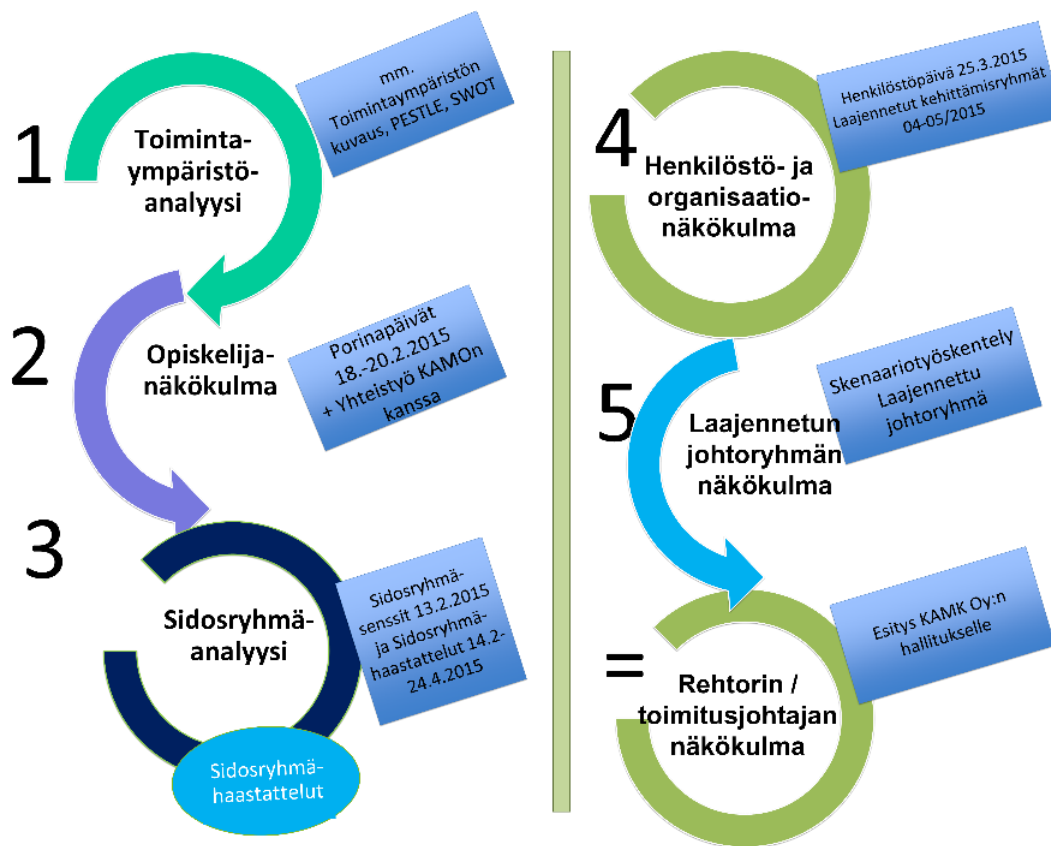 1
Toiminta-
ympäristö-
analyysi
mm.
Toimintaympäristön
kuvaus, PESTLE, SWOT
2
Opiskelija-
näkökulma
Porinapäivät
18.-20.2.2015
+ Yhteistyö KAMOn
kanssa
3
Sidosryhmä-
analyysi
Sidosryhmä-
senssit 13.2.2015
ja Sidosryhmä-
haastattelut 14.2-
24.4.2015
Sidosryhmä-
haastattelut
4
Henkilöstö- ja
organisaatio-
näkökulma
Henkilöstöpäivä 25.3.2015
Laajennetut kehittämisryhmät
04-05/2015
5
Laajennetun
johtoryhmän
näkökulma
Skenaariotyöskentely
Laajennettu
johtoryhmä
=
Rehtorin /
toimitusjohtajan
näkökulma
Esitys KAMK Oy:n
hallitukselle